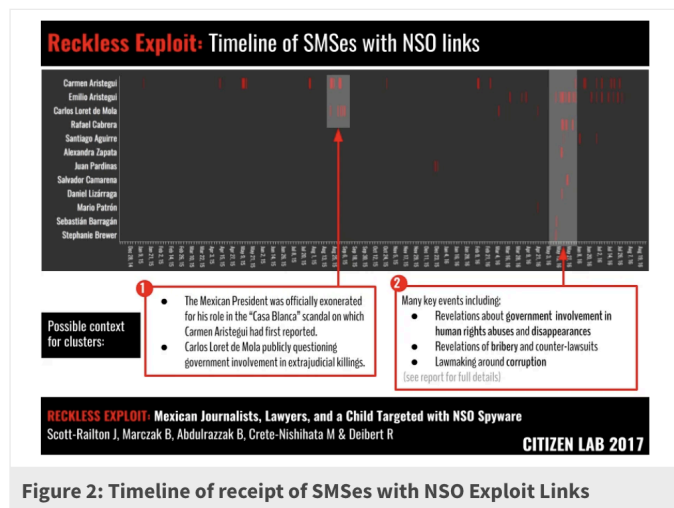 Reckless Exploit: Timeline of SMSes with NSO links
Carmen Aristegui
Emilio Aristegui
Carlos Loret de Mola
Rafael Cabrera
Santiago Aguirre
Alexandra Zapata
Juan Pardinas
Salvador Camarena
Daniel Lizárraga
Mario Patrón
Sebastián Barragán
Stephanie Brewer
1
The Mexican President was officially exonerated
for his role in the “Casa Blanca” scandal on which
Carmen Aristegui had first reported.
Carlos Loret de Mola publicly questioning
government involvement in extrajudicial killings.
2
Many key events including:
Revelations about government involvement in
human rights abuses and disappearances
Revelations of bribery and counter-lawsuits
Lawmaking around corruption
(see report for full details)
Possible context
for clusters:
RECKLESS EXPLOIT: Mexican Journalists, Lawyers, and a Child Targeted with NSO Spyware
Scott-Railton J, Marczak B, Abdulrazzak B, Crete-Nishihata M & Deibert R
CITIZEN LAB 2017
Figure 2: Timeline of receipt of SMSes with NSO Exploit Links